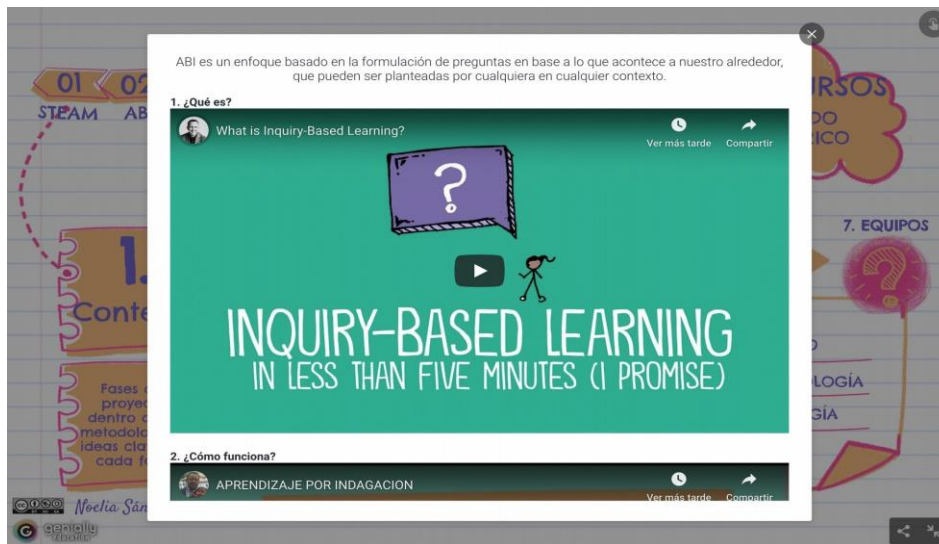 ABI es un enfoque basado en la formulación de preguntas en base a lo que acontece a nuestro alrededor,
que pueden ser planteadas por cualquiera en cualquier contexto.
1. ¿Qué es?
What is Inquiry-Based Learning?
Ver más tarde
Compartir
?
INQUIRY-BASED LEARNING
IN LESS THAN FIVE MINUTES (I PROMISE)
2. ¿Cómo funciona?
APRENDIZAJE POR INDAGACION
Ver más tarde
Compartir
01
02
STEAM
AB
1.
Conte
Fases
proye
dentro
metodolo
ideas cla
cada f
Noelia Sán
genially
RSOS
DO
RICO
7. EQUIPOS
?
LOGÍA
GÍA